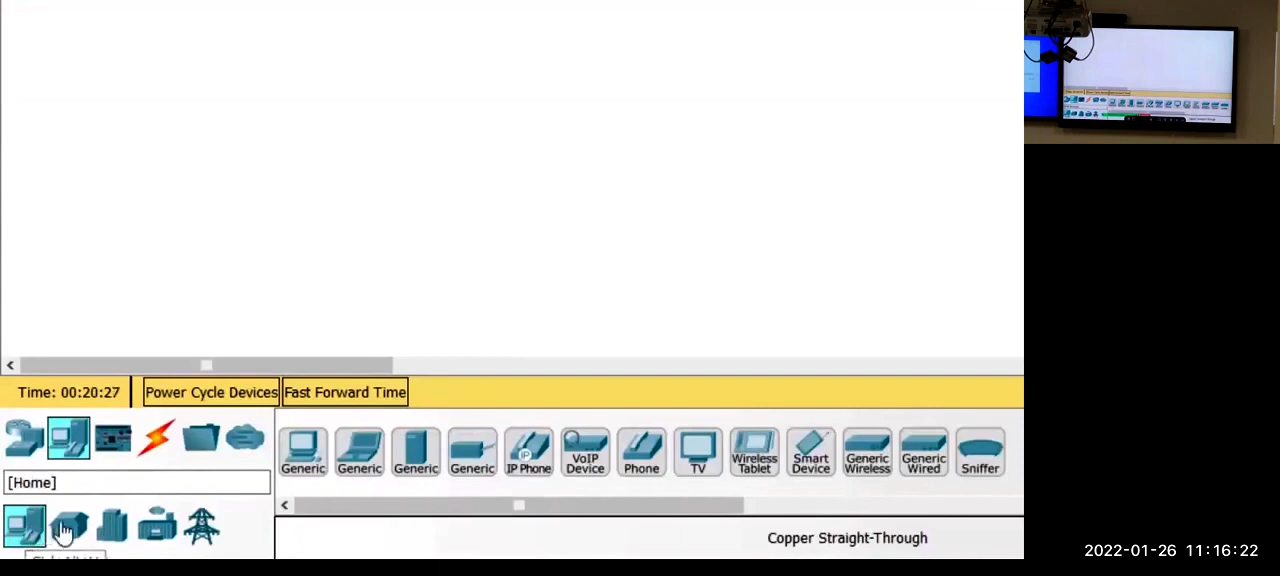 Time: 00:20:27
Power Cycle Devices Fast Forward Time
[Home]
Generic
Generic
Generic
Generic
IP Phone
IP
VoIP
Device
Phone
TV
Wireless
Tablet
Smart
Device
Generic
Wireless
Generic
Wired
Sniffer
Copper Straight-Through
2022-01-26 11:16:22